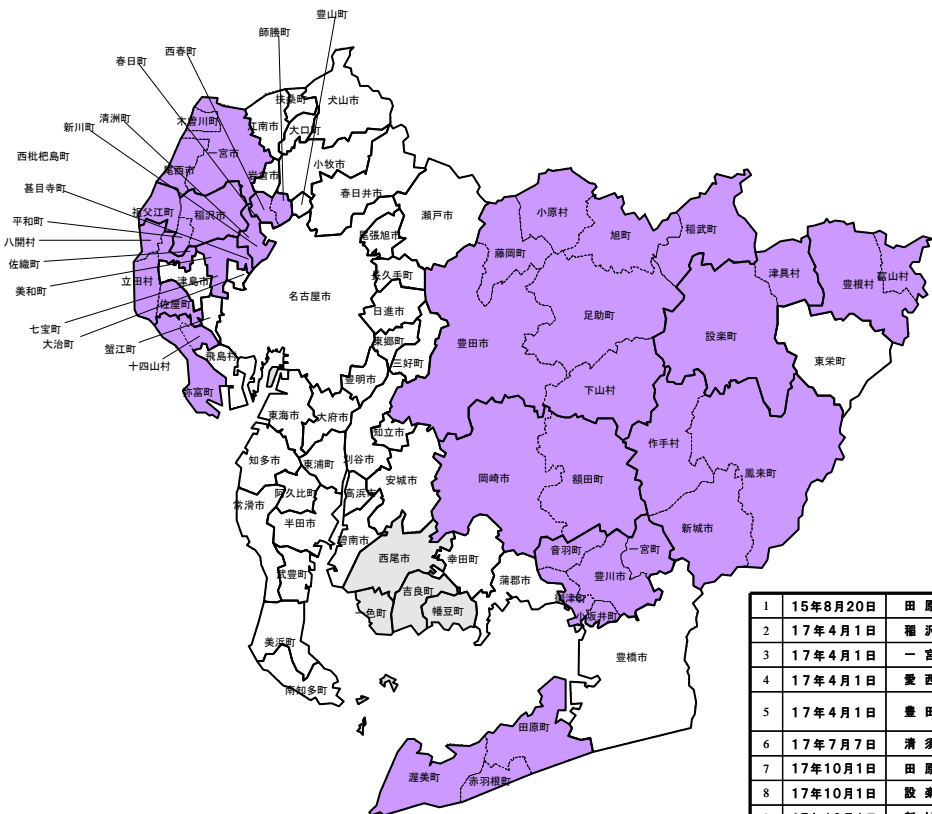 豊山町
師勝町
西春町
春日町
清洲町
新川町
西枇杷島町
甚目寺町
平和町
八開村
佐織町
美和町
七宝町
大治町
蟹江町
十四山村
扶桑町
犬山市
木曽川町
江南市
大口町
一宮市
小牧市
尾西市
岩倉市
春日井市
瀬戸市
祖父江町
稲沢市
尾張旭市
小原村
旭町
稲武町
藤岡町
津具村
豊根村
富山村
立田村
津島市
長久手町
佐屋町
名古屋市
日進市
足助町
設楽町
東郷町
豊田市
三好町
東栄町
飛島村
弥富町
豊明市
下山村
東海市
大府市
知立市
作手村
知多市
東浦町
刈谷市
岡崎市
額田町
鳳来町
阿久比町
高浜市
安城市
常滑市
半田市
新城市
碧南市
西尾市
幸田町
音羽町
一宮町
武豊町
吉良町
蒲郡市
豊川市
一色町
幡豆町
御津町
小坂井町
美浜町
豊橋市
南知多町
田原町
渥美町
赤羽根町
1 15年8月20日 田 原
2 17年4月1日 稲 沢
3 17年4月1日 一 宮
4 17年4月1日 愛 西
5 17年4月1日 豊 田
6 17年7月7日 清 須
7 17年10月1日 田 原
8 17年10月1日 設 楽